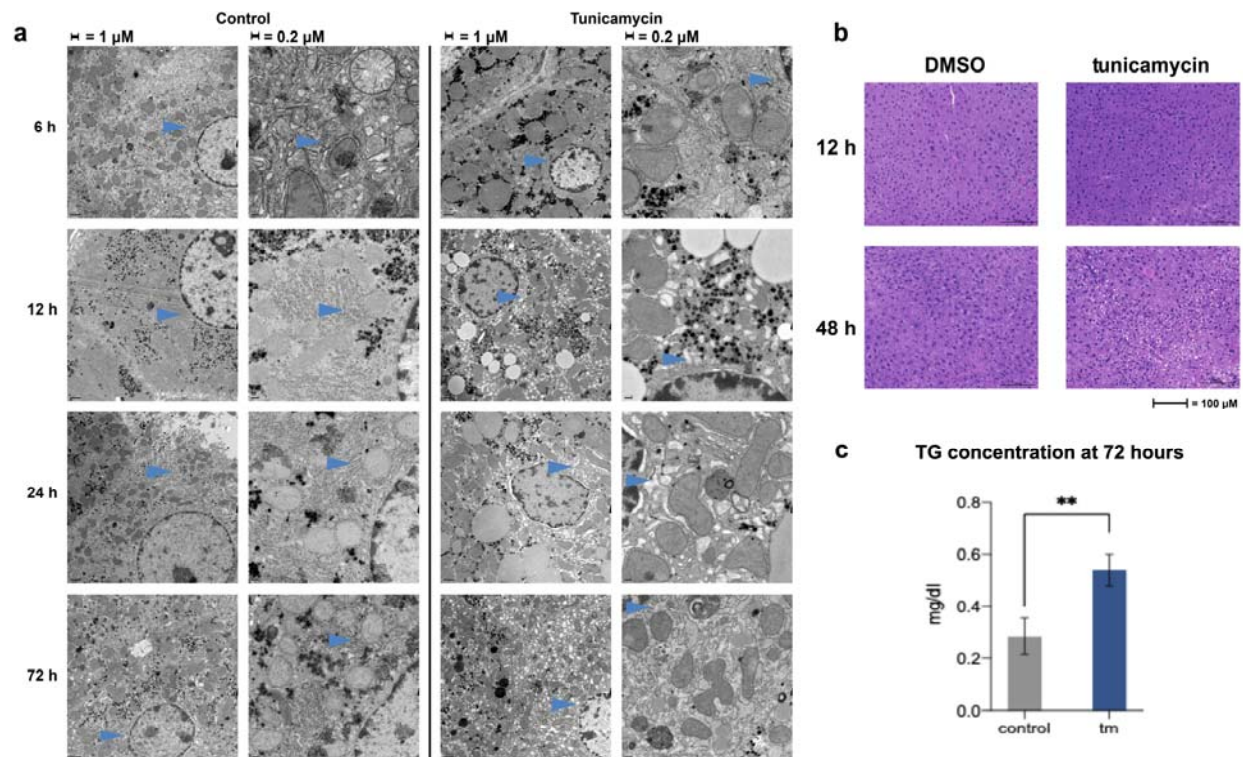 a
Control
Tunicamycin
= 1 µM
= 0.2 µM
= 1 µM
= 0.2 µM
6 h
12 h
24 h
72 h
b
DMSO
tunicamycin
12 h
48 h
= 100 µM
c
TG concentration at 72 hours
**
0.8
0.6
0.4
0.2
0.0
mg/dl
control
tm